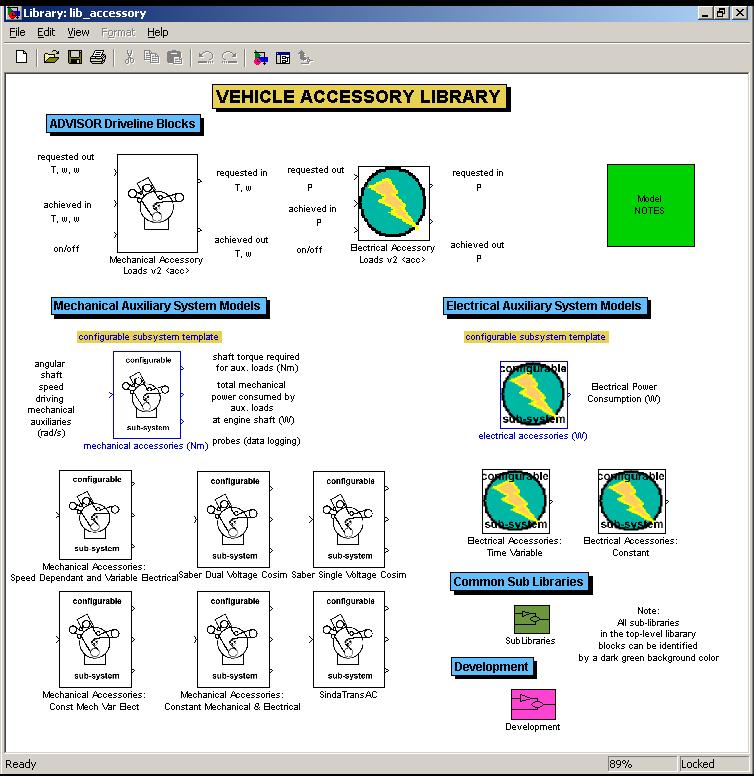 Library: lib_accessory
File Edit View Format Help
VEHICLE ACCESSORY LIBRARY
ADVISOR Driveline Blocks
requested out
T, w, w
achieved in
T, w, w
on/off
Mechanical Accessory
Loads v2 <acc>
requested in
T, w
achieved out
T, w
requested out
P
achieved in
P
on/off
Electrical Accessory
Loads v2 <acc>
requested in
P
achieved out
P
Model
NOTES
Mechanical Auxiliary System Models
configurable subsystem template
angular
shaft
speed
driving
mechanical
auxiliaries
(rad/s)
configurable
sub-system
mechanical accessories (Nm)
shaft torque required
for aux. loads (Nm)
total mechanical
power consumed by
aux. loads
at engine shaft (W)
probes (data logging)
Electrical Auxiliary System Models
configurable subsystem template
configurable
sub-system
electrical accessories (W)
Electrical Power
Consumption (W)
configurable
sub-system
Mechanical Accessories:
Speed Dependant and Variable Electrical
configurable
sub-system
Saber Dual Voltage Cosim
configurable
sub-system
Saber Single Voltage Cosim
configurable
sub-system
Electrical Accessories:
Time Variable
configurable
sub-system
Electrical Accessories:
Constant
configurable
sub-system
Mechanical Accessories:
Const Mech Var Elect
configurable
sub-system
Mechanical Accessories:
Constant Mechanical & Electrical
configurable
sub-system
SindaTransAC
Common Sub Libraries
SubLibraries
Note:
All sub-libraries
in the top-level libarary
blocks can be identified
by a dark green background color
Development
Development
Ready
89%
Locked